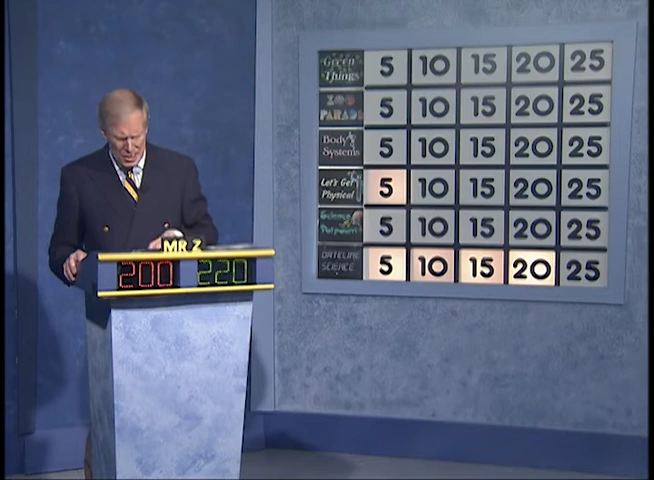 Green Things 5 10 15 20 25
ZOO PARADE 5 10 15 20 25
Body Systems 5 10 15 20 25
Let's Get Physical 5 10 15 20 25
Science Potpourri 5 10 15 20 25
DATELINE SCIENCE 5 10 15 20 25
MR Z
200 220